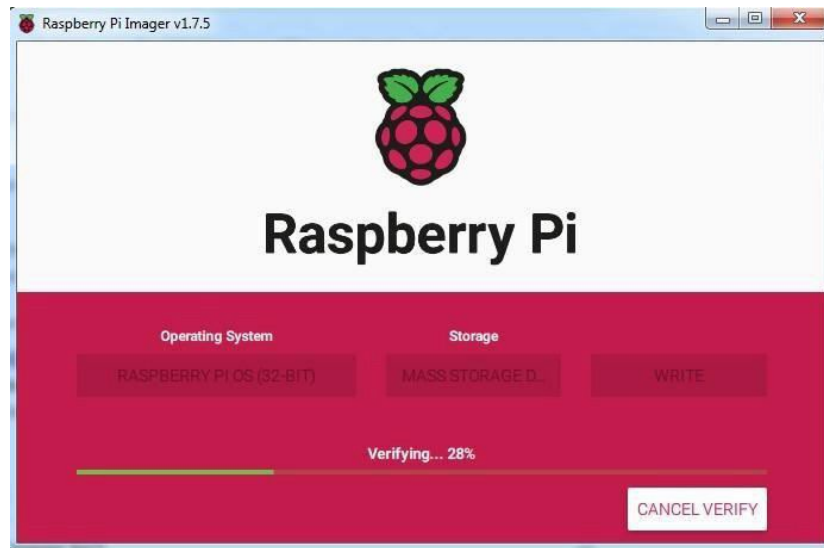 Raspberry Pi Imager v1.7.5
Raspberry Pi
Operating System
Storage
RASPBERRY PI OS (32-BIT)
MASS STORAGE D...
WRITE
Verifying... 28%
CANCEL VERIFY